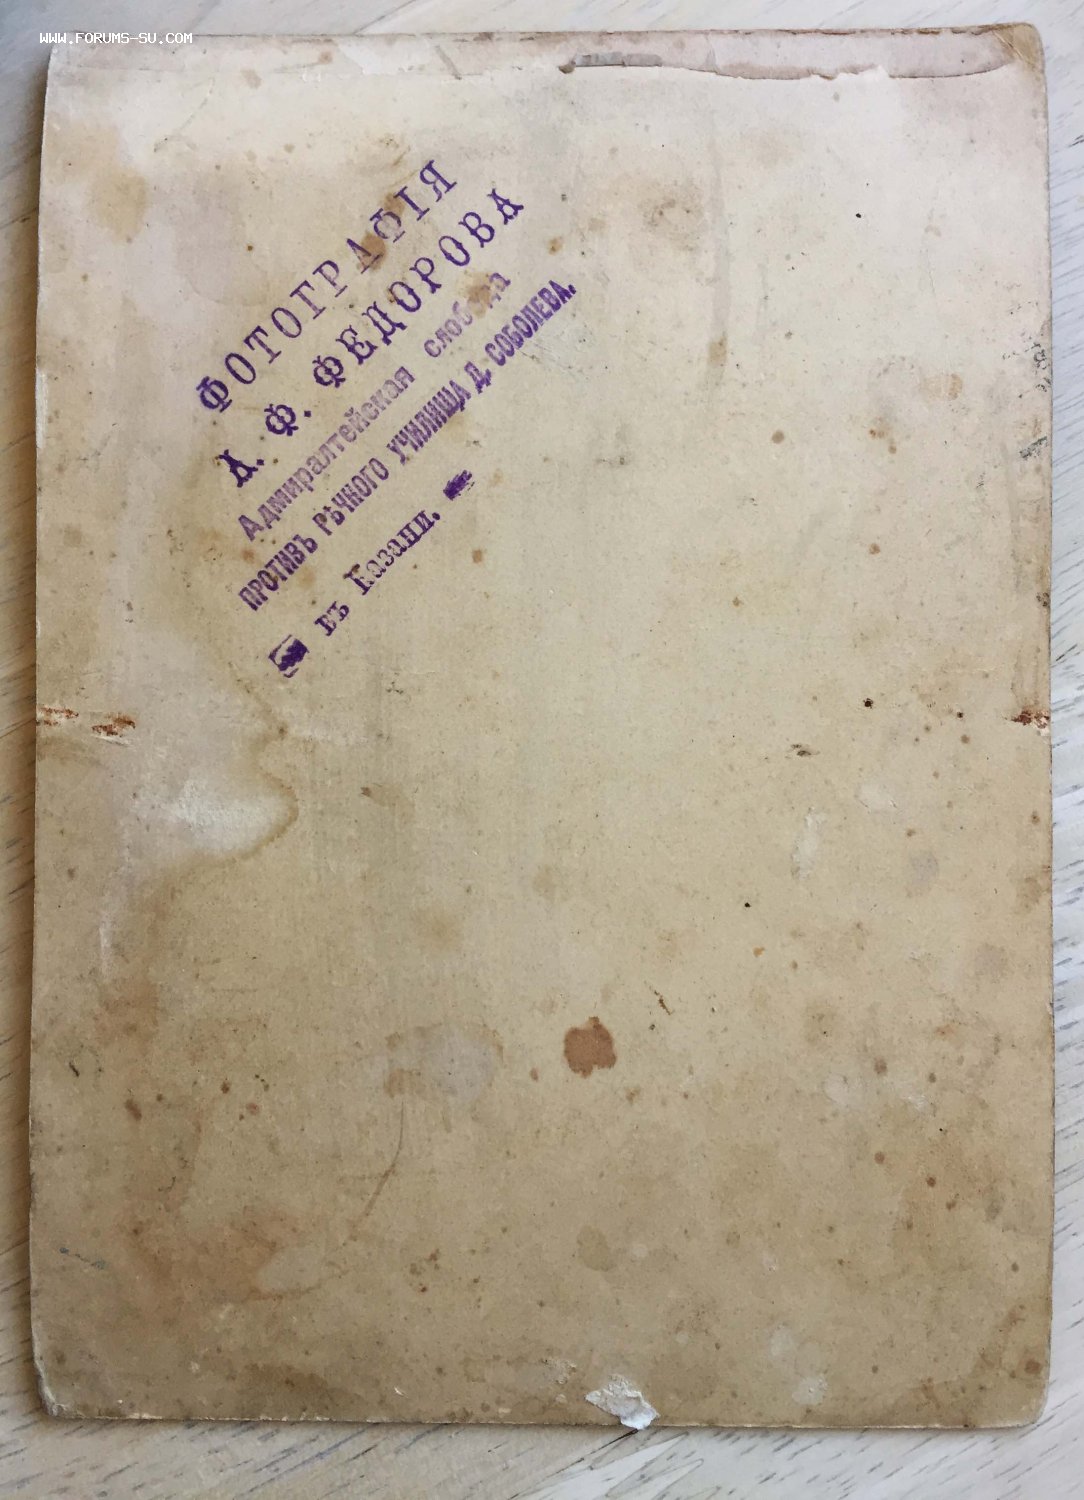 WWW.FORUMS-SU.COM
ФОТОГРАФІЯ
А. Ф. ФЕДОРОВА
Адмиралтейская слобода
ПРОТИВЪ РѢЧНОГО УЧИЛИЩА Д. СОБОЛЕВА.
въ Казани.